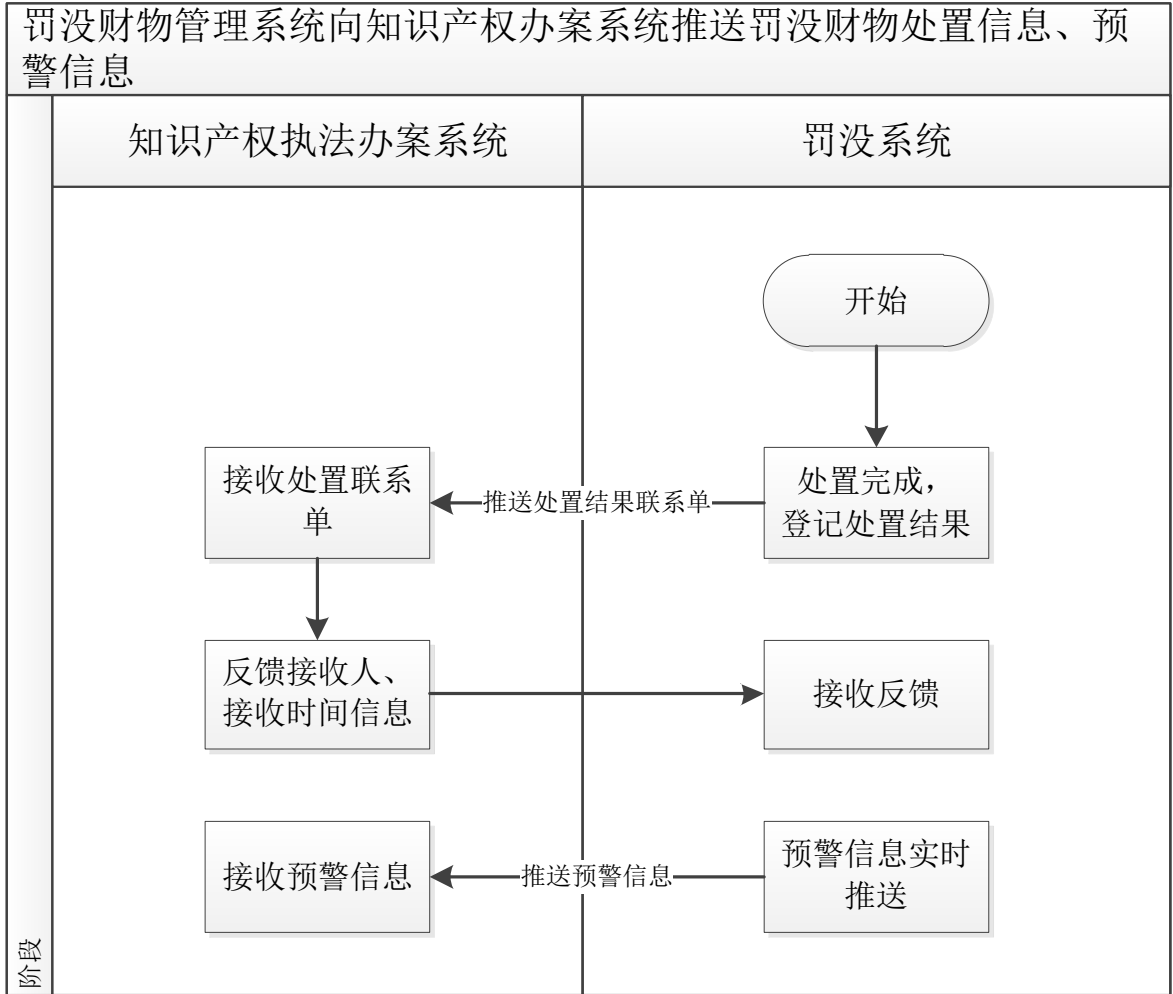 罚没财物管理系统向知识产权办案系统推送罚没财物处置信息、预
警信息
知识产权执法办案系统
罚没系统
开始
接收处置联系
单
推送处置结果联系单
处置完成，
登记处置结果
反馈接收人、
接收时间信息
接收反馈
接收预警信息
推送预警信息
预警信息实时
推送
阶段